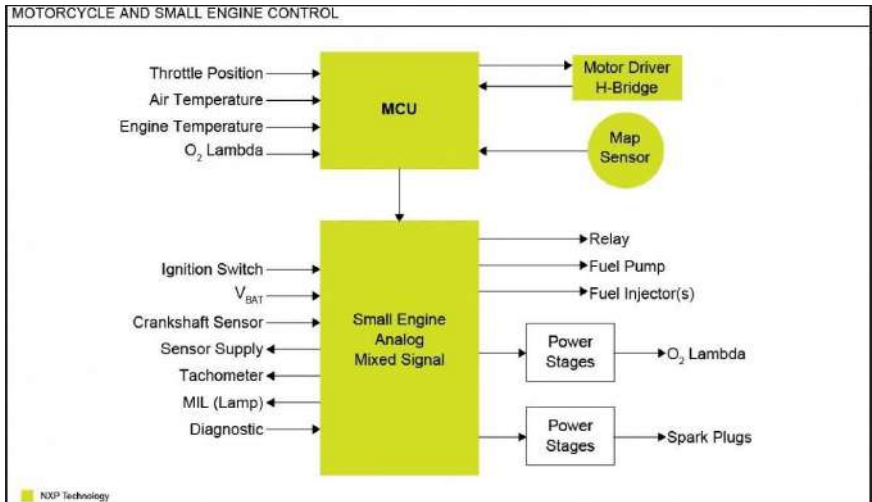 MOTORCYCLE AND SMALL ENGINE CONTROL
Throttle Position
Air Temperature
Engine Temperature
O₂ Lambda
MCU
Motor Driver
H-Bridge
Map
Sensor
Ignition Switch
V_BAT
Crankshaft Sensor
Sensor Supply
Tachometer
MIL (Lamp)
Diagnostic
Small Engine
Analog
Mixed Signal
Relay
Fuel Pump
Fuel Injector(s)
Power
Stages
O₂ Lambda
Power
Stages
Spark Plugs
NXP Technology